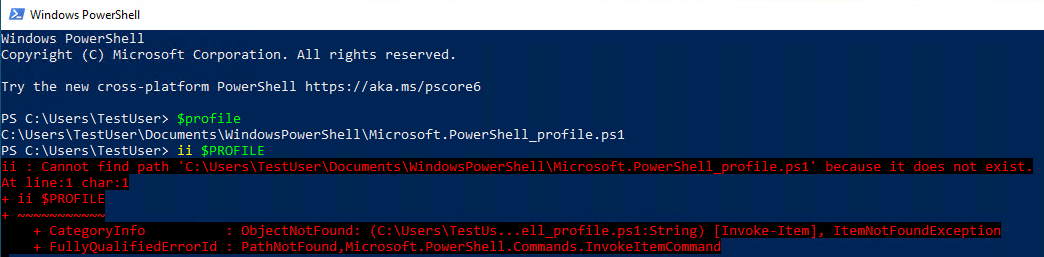 Windows PowerShell
Windows PowerShell
Copyright (C) Microsoft Corporation. All rights reserved.
Try the new cross-platform PowerShell https://aka.ms/pscore6
PS C:\Users\TestUser> $profile
C:\Users\TestUser\Documents\WindowsPowerShell\Microsoft.PowerShell_profile.ps1
PS C:\Users\TestUser> ii $PROFILE
ii : Cannot find path 'C:\Users\TestUser\Documents\WindowsPowerShell\Microsoft.PowerShell_profile.ps1' because it does not exist.
At line:1 char:1
+ ii $PROFILE
+ ~~~~~~~~~~~
    + CategoryInfo          : ObjectNotFound: (C:\Users\TestUs...ell_profile.ps1:String) [Invoke-Item], ItemNotFoundException
    + FullyQualifiedErrorId : PathNotFound,Microsoft.PowerShell.Commands.InvokeItemCommand